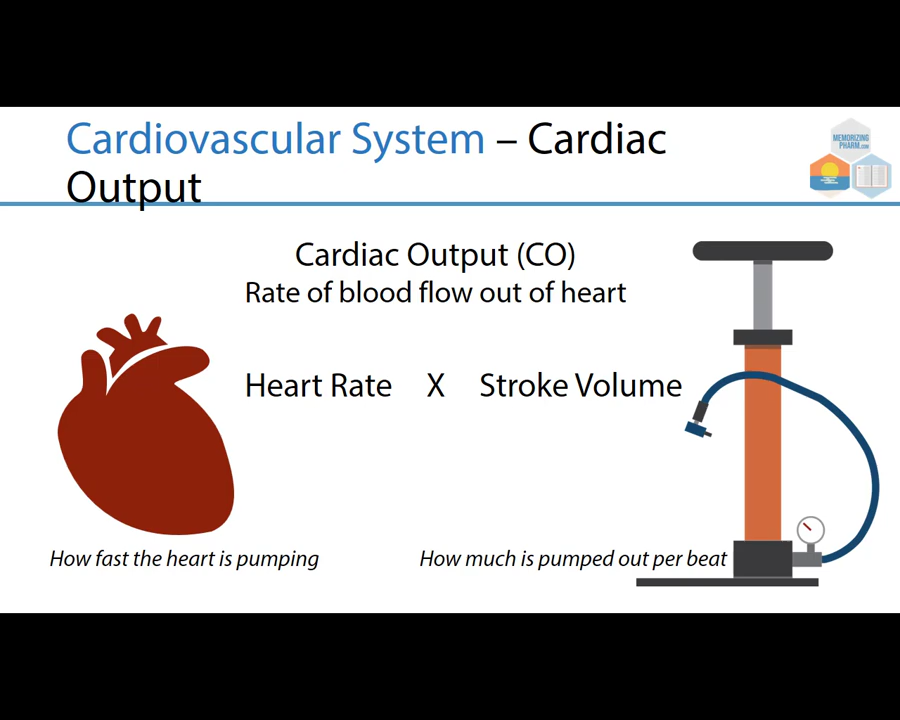 Cardiovascular System – Cardiac
Output
MEMORIZING
PHARM.COM
Cardiac Output (CO)
Rate of blood flow out of heart
Heart Rate X Stroke Volume
How fast the heart is pumping
How much is pumped out per beat